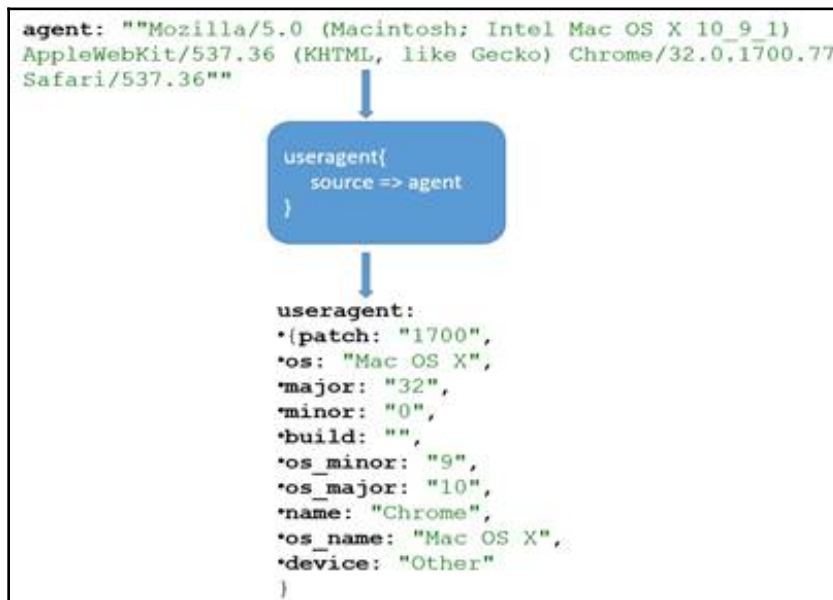 agent: ""Mozilla/5.0 (Macintosh; Intel Mac OS X 10_9_1)
AppleWebKit/537.36 (KHTML, like Gecko) Chrome/32.0.1700.77
Safari/537.36""
useragent{
source => agent
}
useragent:
•{patch: "1700",
•os: "Mac OS X",
•major: "32",
•minor: "0",
•build: "",
•os_minor: "9",
•os_major: "10",
•name: "Chrome",
•os_name: "Mac OS X",
•device: "Other"
}